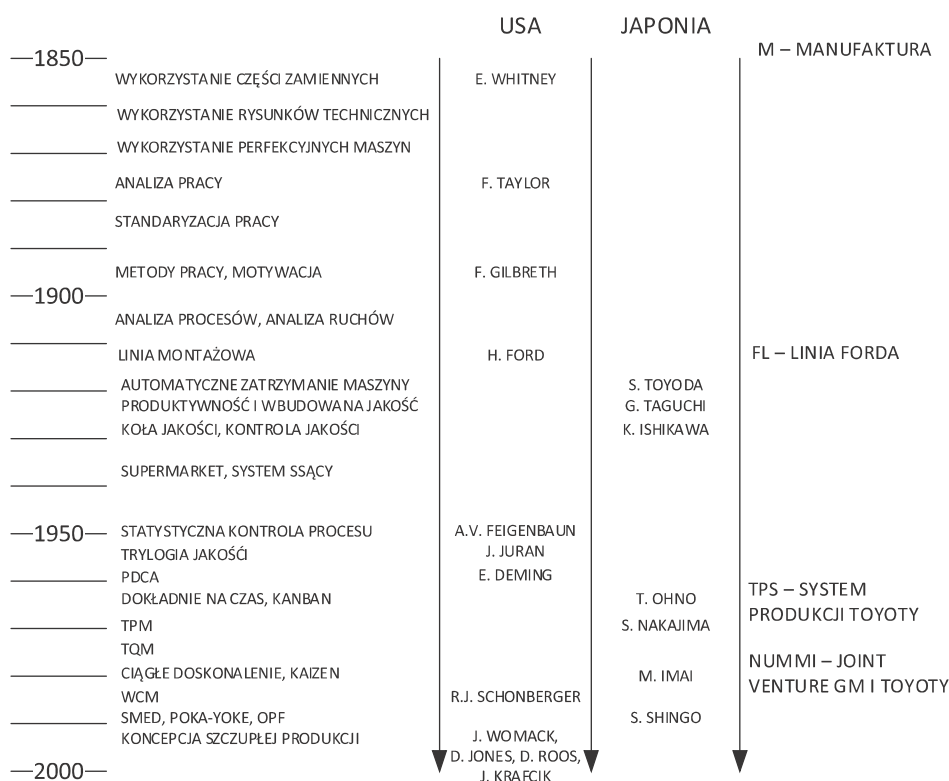 USA JAPONIA
M – MANUFAKTURA
1850
WYKORZYSTANIE CZĘŚCI ZAMIENNYCH E. WHITNEY
WYKORZYSTANIE RYSUNKÓW TECHNICZNYCH
WYKORZYSTANIE PERFEKCYJNYCH MASZYN
ANALIZA PRACY F. TAYLOR
STANDARYZACJA PRACY
METODY PRACY, MOTYWACJA F. GILBRETH
1900
ANALIZA PROCESÓW, ANALIZA RUCHÓW
LINIA MONTAŻOWA H. FORD FL – LINIA FORDA
AUTOMATYCZNE ZATRZYMANIE MASZYNY S. TOYODA
PRODUKTYWNOŚĆ I WBUDOWANA JAKOŚĆ G. TAGUCHI
KOŁA JAKOŚCI, KONTROLA JAKOŚCI K. ISHIKAWA
SUPERMARKET, SYSTEM SSĄCY
1950 STATYSTYCZNA KONTROLA PROCESU A.V. FEIGENBAUN
TRYLOGIA JAKOŚĆI J. JURAN
PDCA E. DEMING
DOKŁADNIE NA CZAS, KANBAN T. OHNO
TPS – SYSTEM
PRODUKCJI TOYOTY
TPM S. NAKAJIMA
TQM
CIĄGŁE DOSKONALENIE, KAIZEN M. IMAI
NUMMI – JOINT
VENTURE GM I TOYOTY
WCM R.J. SCHONBERGER
SMED, POKA-YOKE, OPF S. SHINGO
KONCEPCJA SZCZUPŁEJ PRODUKCJI J. WOMACK,
D. JONES, D. ROOS,
J. KRAFCIK
2000